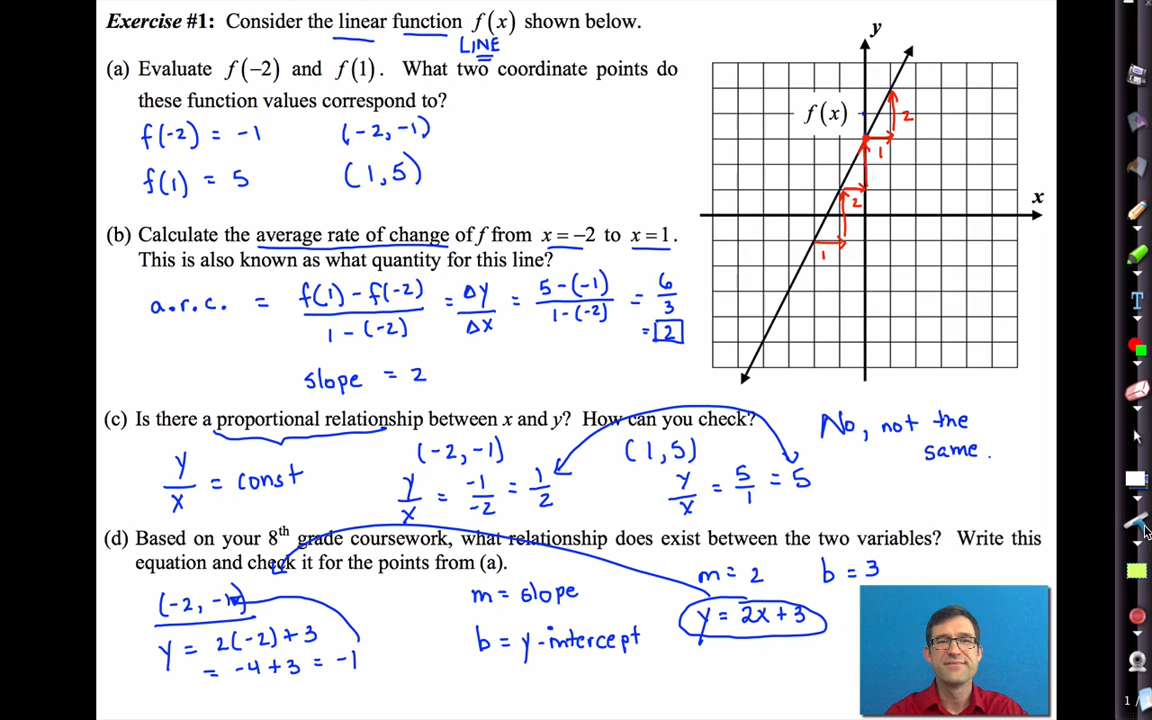 Exercise #1: Consider the linear function f(x) shown below.
LINE
(a) Evaluate f(−2) and f(1). What two coordinate points do
these function values correspond to?
f(-2) = -1 (-2, -1)
f(1) = 5 (1, 5)
y
f(x)
2
1
x
2
1
(b) Calculate the average rate of change of f from x = −2 to x = 1.
This is also known as what quantity for this line?
a.r.c. = f(1) - f(-2) / 1 - (-2) = Δy / Δx = 5 - (-1) / 1 - (-2) = 6 / 3
= 2
slope = 2
(c) Is there a proportional relationship between x and y? How can you check?
No, not the
same.
y / x = const
(-2, -1)
y / x = -1 / -2 = 1 / 2
(1, 5)
y / x = 5 / 1 = 5
(d) Based on your 8th grade coursework, what relationship does exist between the two variables? Write this
equation and check it for the points from (a).
m = 2 b = 3
(-2, -1)
m = slope
y = 2x + 3
y = 2(-2) + 3
b = y-intercept
= -4 + 3 = -1
T
1 / 1